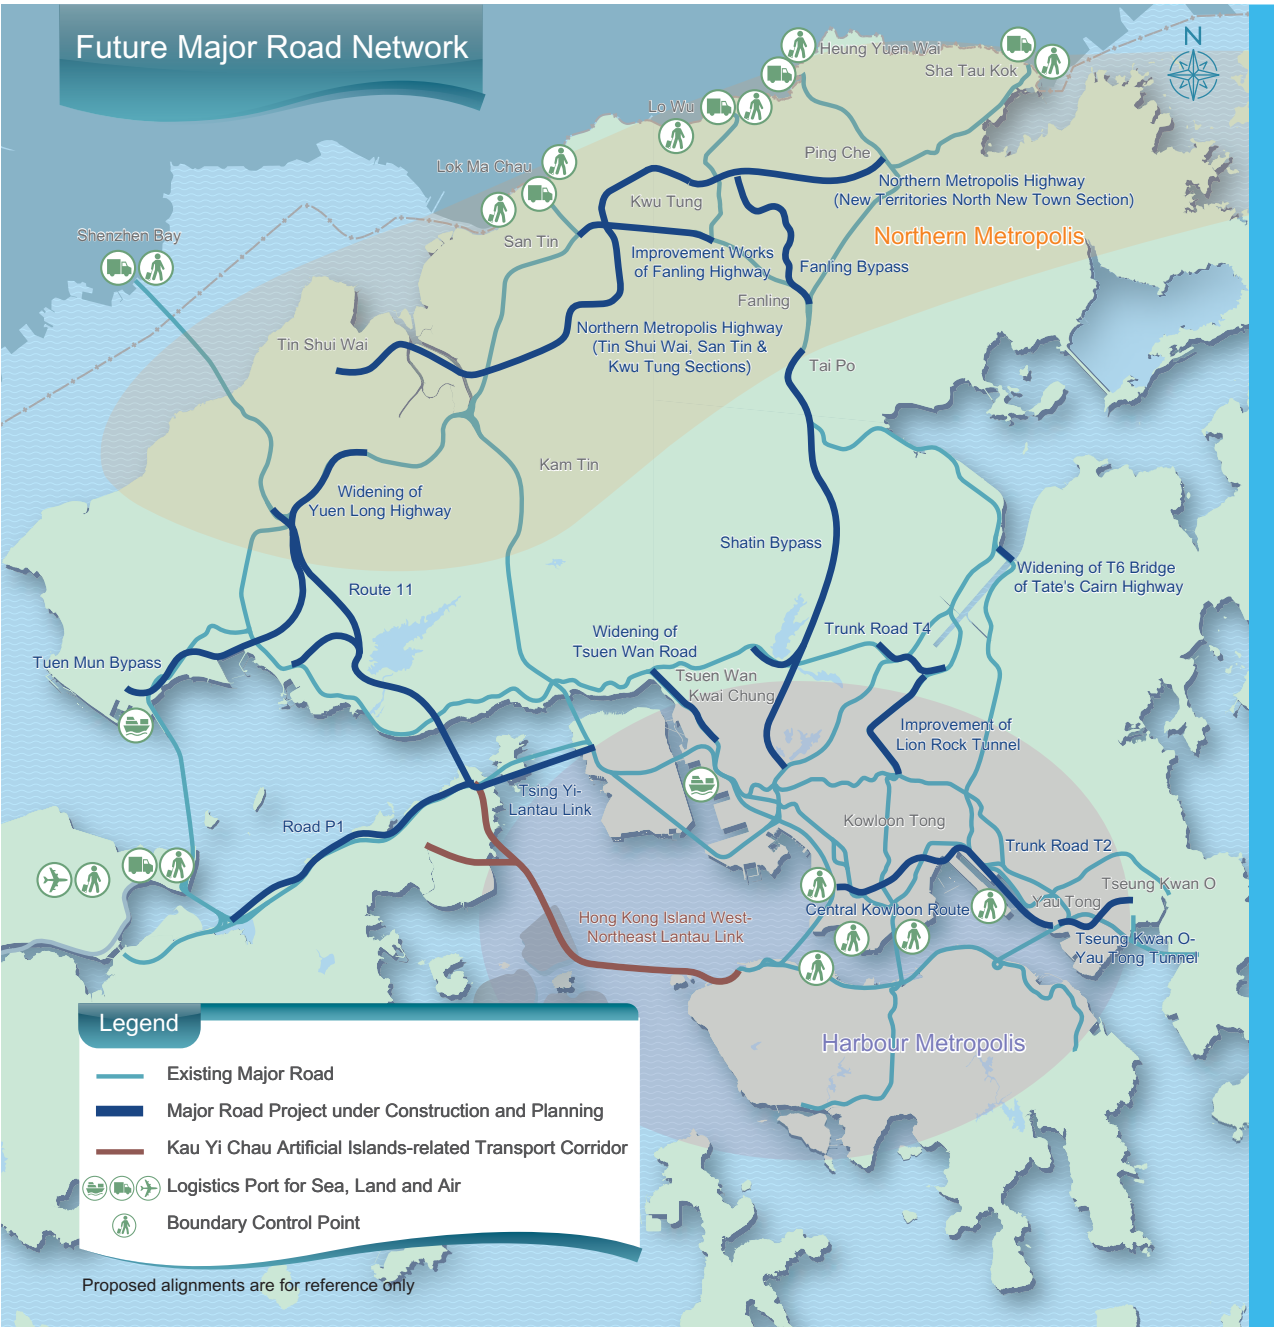 Future Major Road Network
N
Heung Yuen Wai
Sha Tau Kok
Lo Wu
Ping Che
Lok Ma Chau
Northern Metropolis Highway
(New Territories North New Town Section)
Kwu Tung
Northern Metropolis
Shenzhen Bay
San Tin
Improvement Works
of Fanling Highway
Fanling Bypass
Fanling
Northern Metropolis Highway
(Tin Shui Wai, San Tin &
Kwu Tung Sections)
Tin Shui Wai
Tai Po
Kam Tin
Widening of
Yuen Long Highway
Shatin Bypass
Widening of T6 Bridge
of Tate's Cairn Highway
Route 11
Widening of
Tsuen Wan Road
Trunk Road T4
Tuen Mun Bypass
Tsuen Wan
Kwai Chung
Improvement of
Lion Rock Tunnel
Tsing Yi-
Lantau Link
Road P1
Kowloon Tong
Trunk Road T2
Tseung Kwan O
Yau Tong
Central Kowloon Route
Hong Kong Island West-
Northeast Lantau Link
Tseung Kwan O-
Yau Tong Tunnel
Harbour Metropolis
Legend
Existing Major Road
Major Road Project under Construction and Planning
Kau Yi Chau Artificial Islands-related Transport Corridor
Logistics Port for Sea, Land and Air
Boundary Control Point
Proposed alignments are for reference only